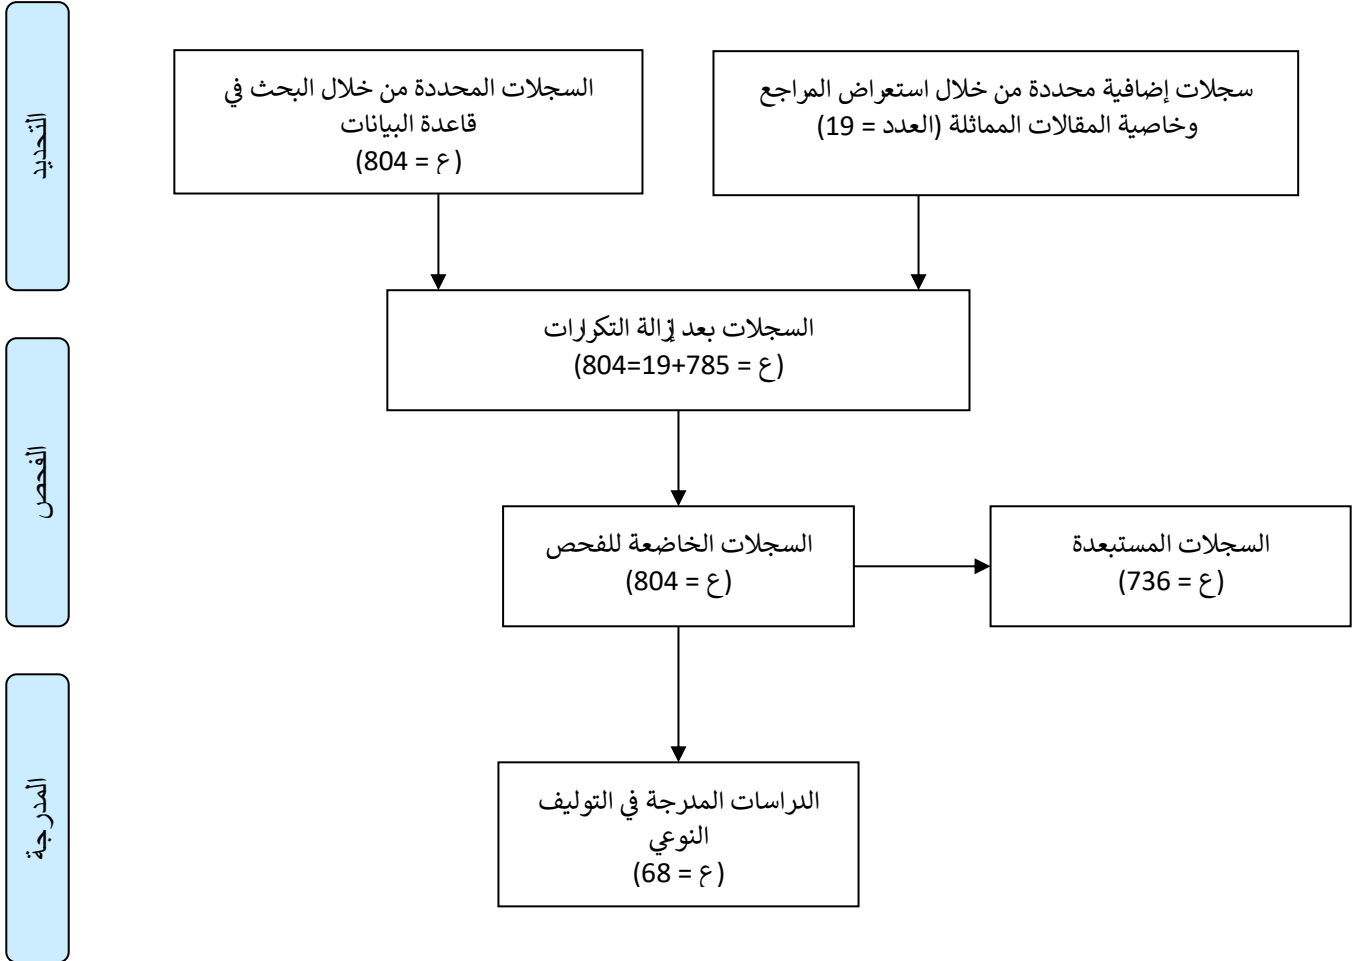 التحديد
السجلات المحددة من خلال البحث في
قاعدة البيانات
(ع = 804)
سجلات إضافية محددة من خلال استعراض المراجع
وخاصية المقالات المماثلة (العدد = 19)
السجلات بعد إزالة التكرارات
(ع = 785+19=804)
الفحص
السجلات الخاضعة للفحص
(ع = 804)
السجلات المستبعدة
(ع = 736)
المدرجة
الدراسات المدرجة في التوليف
النوعي
(ع = 68)